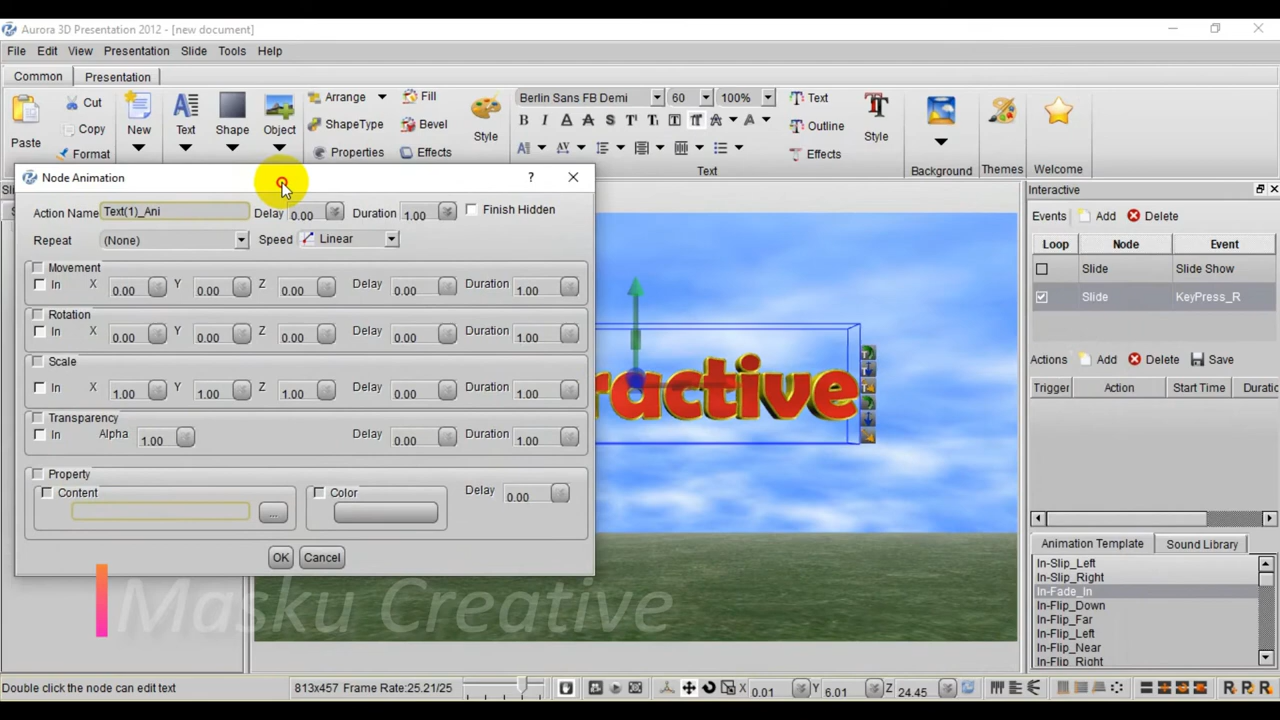 Aurora 3D Presentation 2012 - [new document]
File Edit View Presentation Slide Tools Help
Common Presentation
Cut Copy Format Paste New Text Shape Object
Arrange ShapeType Properties Fill Bevel Effects Style
Berlin Sans FB Demi 60 100%
Text
Text Outline Effects Style Background Themes Welcome
Node Animation ?
Action Name Text(1)_Ani Delay 0.00 Duration 1.00 Finish Hidden
Repeat (None) Speed Linear
Movement
In X 0.00 Y 0.00 Z 0.00 Delay 0.00 Duration 1.00
Rotation
In X 0.00 Y 0.00 Z 0.00 Delay 0.00 Duration 1.00
Scale
In X 1.00 Y 1.00 Z 1.00 Delay 0.00 Duration 1.00
Transparency
In Alpha 1.00 Delay 0.00 Duration 1.00
Property
Content ... Color Delay 0.00
OK Cancel
ractive
Masku Creative
Interactive
Events Add Delete
Loop Node Event
Slide Slide Show
Slide KeyPress_R
Actions Add Delete Save
Trigger Action Start Time Duratic
Animation Template Sound Library
In-Slip_Left
In-Slip_Right
In-Fade_In
In-Flip_Down
In-Flip_Far
In-Flip_Left
In-Flip_Near
In-Flip_Right
Double click the node can edit text 813x457 Frame Rate:25.21/25 X 0.01 Y 6.01 Z 24.45